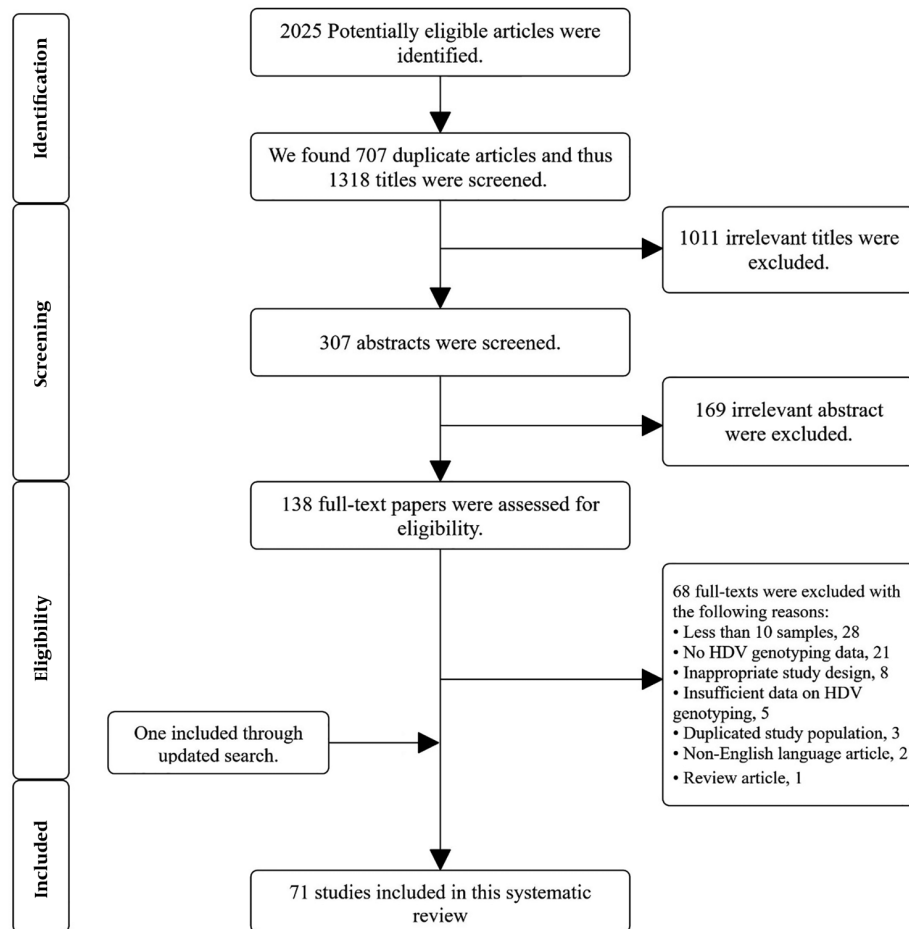 Identification
2025 Potentially eligible articles were
identified.
We found 707 duplicate articles and thus
1318 titles were screened.
Screening
1011 irrelevant titles were
excluded.
307 abstracts were screened.
169 irrelevant abstract
were excluded.
Eligibility
138 full-text papers were assessed for
eligibility.
68 full-texts were excluded with
the following reasons:
• Less than 10 samples, 28
• No HDV genotyping data, 21
• Inappropriate study design, 8
• Insufficient data on HDV
genotyping, 5
• Duplicated study population, 3
• Non-English language article, 2
• Review article, 1
One included through
updated search.
Included
71 studies included in this systematic
review